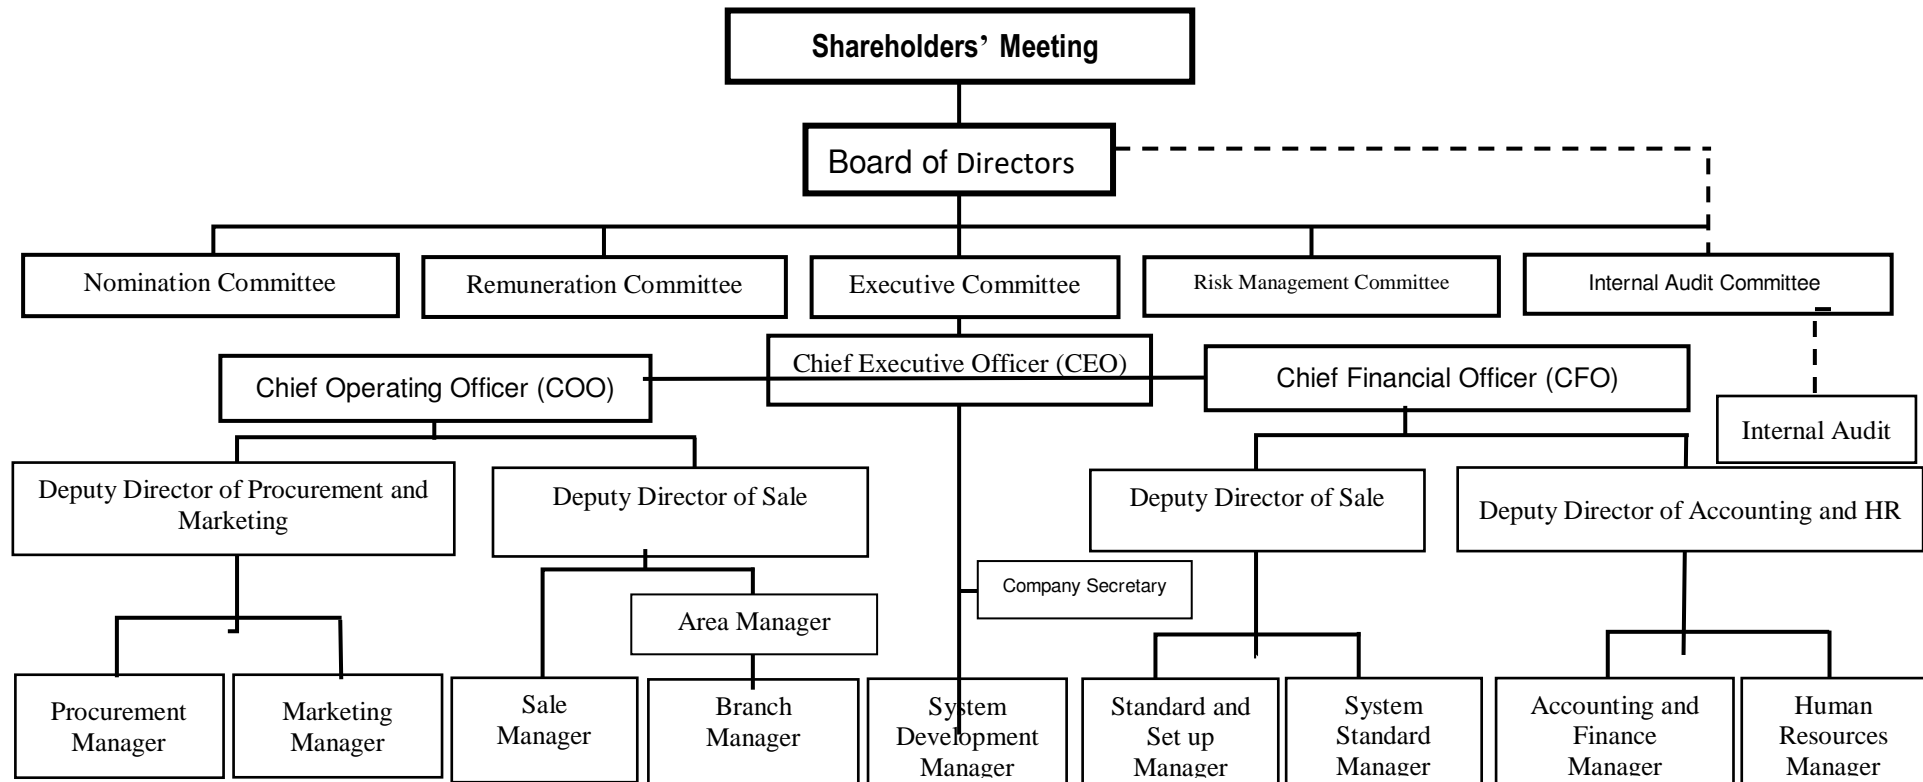 Shareholders’ Meeting
Board of Directors
Nomination Committee
Remuneration Committee
Executive Committee
Risk Management Committee
Internal Audit Committee
Chief Executive Officer (CEO)
Chief Operating Officer (COO)
Chief Financial Officer (CFO)
Internal Audit
Deputy Director of Procurement and
Marketing
Deputy Director of Sale
Deputy Director of Sale
Deputy Director of Accounting and HR
Company Secretary
Area Manager
Procurement
Manager
Marketing
Manager
Sale
Manager
Branch
Manager
System
Development
Manager
Standard and
Set up
Manager
System
Standard
Manager
Accounting and
Finance
Manager
Human
Resources
Manager